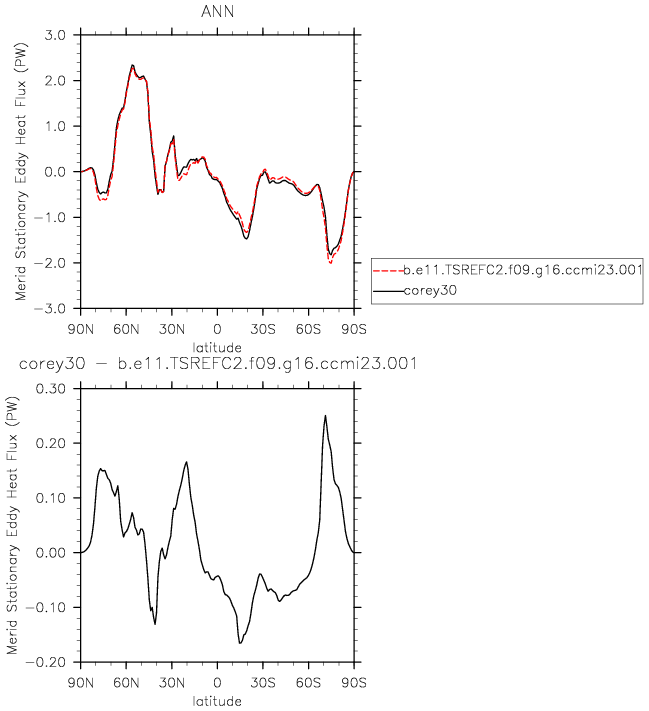 ANN
Merid Stationary Eddy Heat Flux (PW)
3.0
2.0
1.0
0.0
−1.0
−2.0
−3.0
90N 60N 30N 0 30S 60S 90S
latitude
b.e11.TSREFC2.f09.g16.ccmi23.001
corey30
corey30 − b.e11.TSREFC2.f09.g16.ccmi23.001
Merid Stationary Eddy Heat Flux (PW)
0.30
0.20
0.10
0.00
−0.10
−0.20
90N 60N 30N 0 30S 60S 90S
latitude